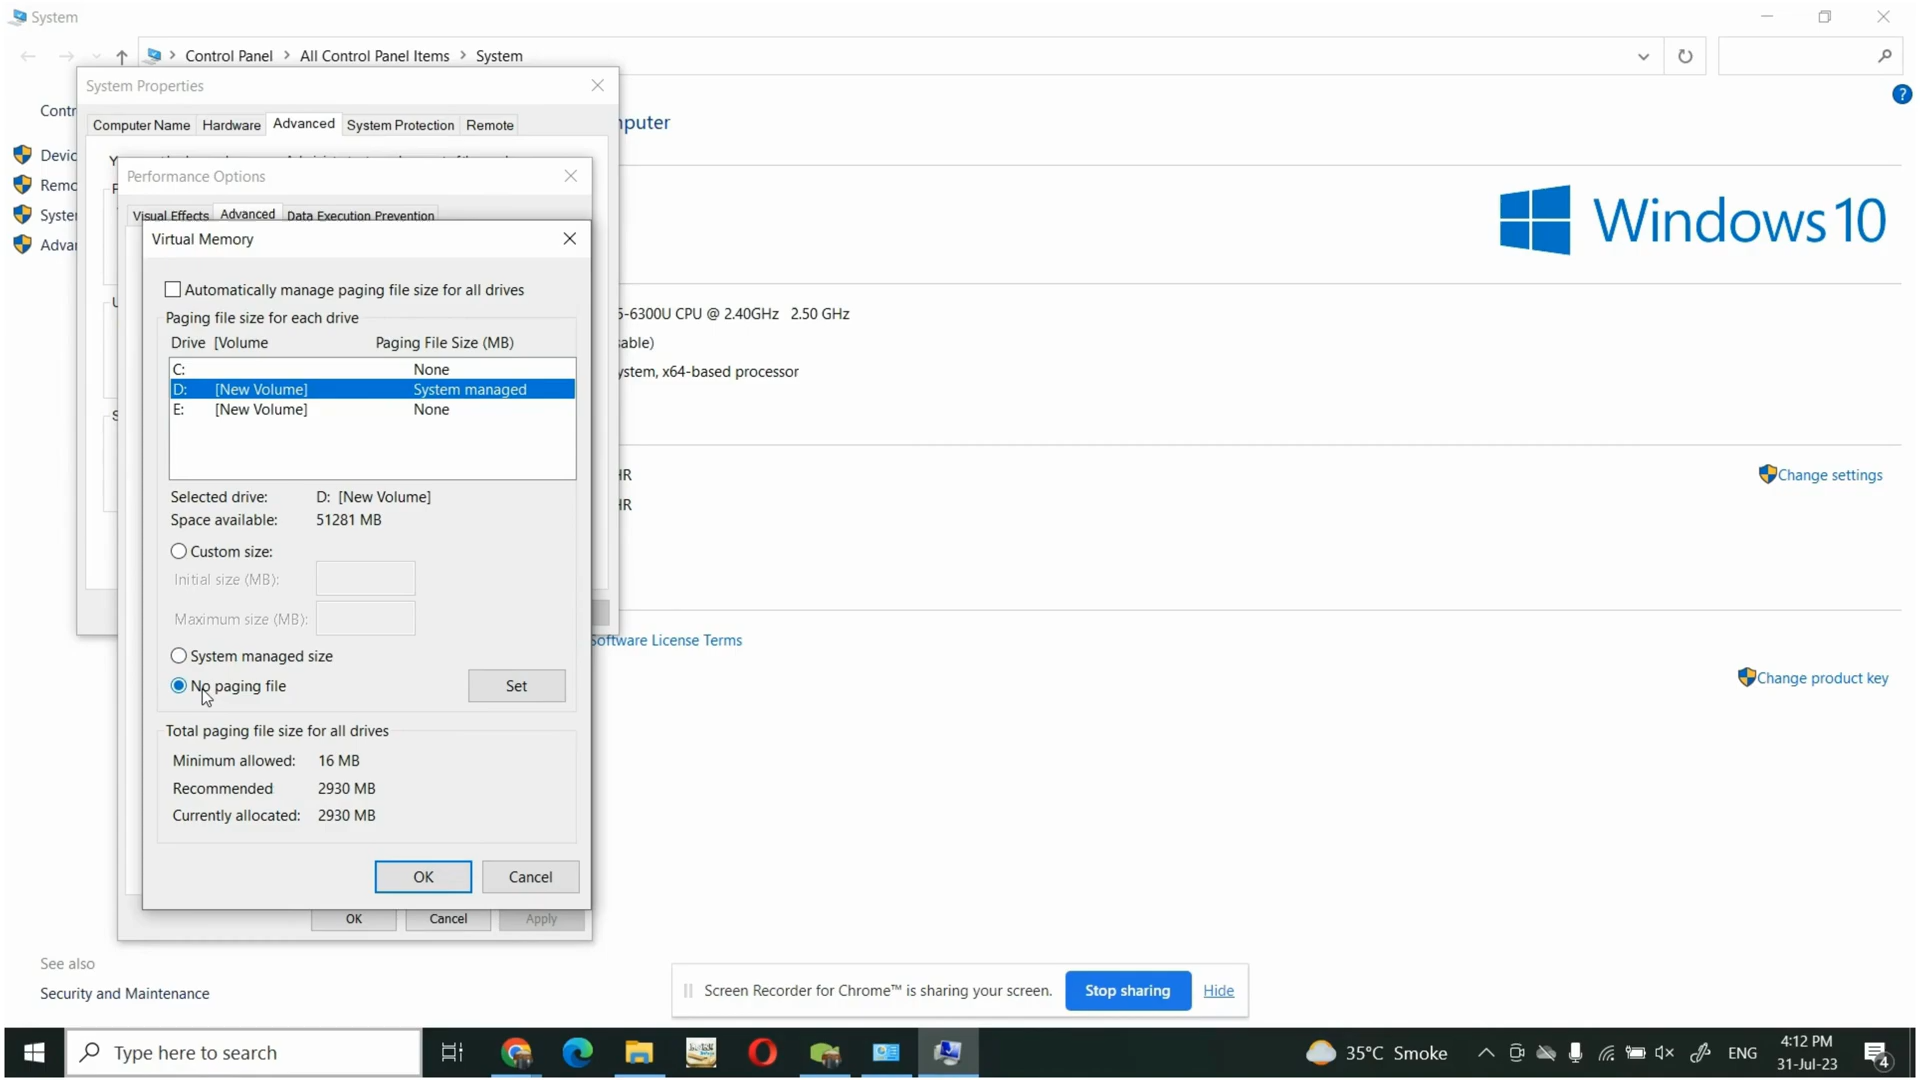 System
Control Panel > All Control Panel Items > System
System Properties
Contr
Computer Name Hardware Advanced System Protection Remote
puter
Devic
Remo
Syste
Adva
Performance Options
Visual Effects Advanced Data Execution Prevention
Windows 10
Virtual Memory
Automatically manage paging file size for all drives
Paging file size for each drive
Drive [Volume Paging File Size (MB)
C: None
D: [New Volume] System managed
E: [New Volume] None
5-6300U CPU @ 2.40GHz 2.50 GHz
able)
ystem, x64-based processor
HR
HR
Change settings
Selected drive: D: [New Volume]
Space available: 51281 MB
Custom size:
Initial size (MB):
Maximum size (MB):
System managed size
No paging file Set
Software License Terms
Change product key
Total paging file size for all drives
Minimum allowed: 16 MB
Recommended 2930 MB
Currently allocated: 2930 MB
OK Cancel
OK Cancel Apply
See also
Security and Maintenance
Screen Recorder for Chrome™ is sharing your screen. Stop sharing Hide
Type here to search
35°C Smoke
ENG
4:12 PM
31-Jul-23
4